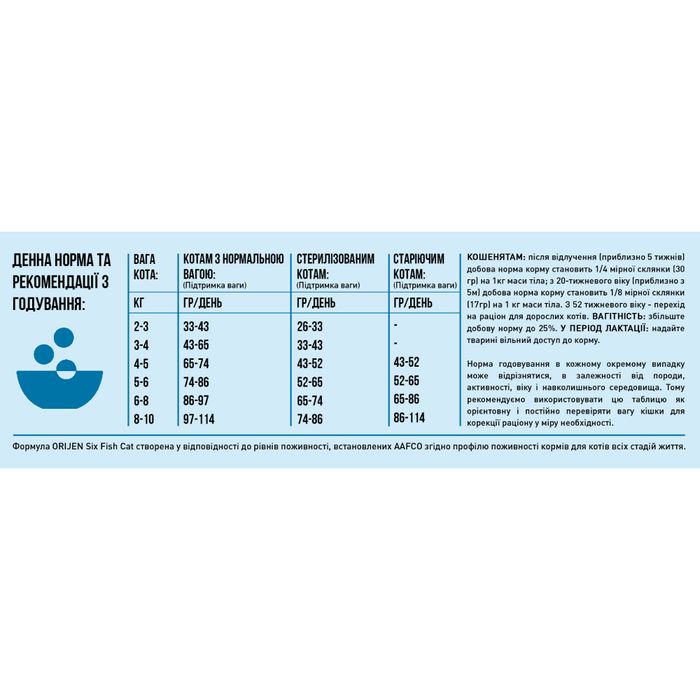 ДЕННА НОРМА ТА
РЕКОМЕНДАЦІЇ З
ГОДУВАННЯ:
ВАГА КОТА: КОТАМ З НОРМАЛЬНОЮ ВАГОЮ: (Підтримка ваги) СТЕРИЛІЗОВАНИМ КОТАМ: (Підтримка ваги) СТАРІЮЧИМ КОТАМ: (Підтримка ваги)
КГ ГР/ДЕНЬ ГР/ДЕНЬ ГР/ДЕНЬ
2-3 33-43 26-33 -
3-4 43-65 33-43 -
4-5 65-74 43-52 43-52
5-6 74-86 52-65 52-65
6-8 86-97 65-74 65-86
8-10 97-114 74-86 86-114
КОШЕНЯТАМ: після відлучення (приблизно 5 тижнів)
добова норма корму становить 1/4 мірної склянки (30
гр) на 1кг маси тіла; з 20-тижневого віку (приблизно з
5м) добова норма корму становить 1/8 мірної склянки
(17гр) на 1 кг маси тіла. З 52 тижневого віку - перехід
на раціон для дорослих котів. ВАГІТНІСТЬ: збільште
добову норму до 25%. У ПЕРІОД ЛАКТАЦІЇ: надайте
тварині вільний доступ до корму.
Норма годовування в кожному окремому випадку
може відрізнятися, в залежності від породи,
активності, віку і навколишнього середовища. Тому
рекомендуємо використовувати цю таблицю як
орієнтовну і постійно перевіряти вагу кішки для
корекції раціону у міру необхідності.
Формула ORIJEN Six Fish Cat створена у відповідності до рівнів поживності, встановлених AAFCO згідно профілю поживності кормів для котів всіх стадій життя.